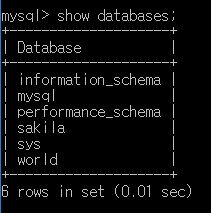 mysql> show databases;
+--------------------+
| Database           |
+--------------------+
| information_schema |
| mysql              |
| performance_schema |
| sakila             |
| sys                |
| world              |
+--------------------+
6 rows in set (0.01 sec)